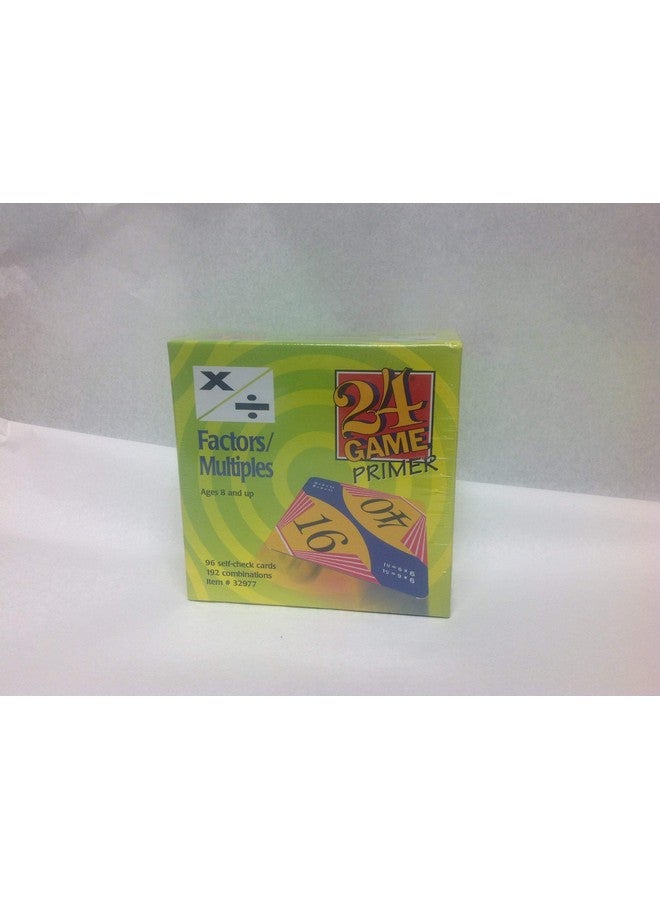 X
÷
Factors/
Multiples
Ages 8 and up
24
GAME
PRIMER
16
40
96 self-check cards
192 combinations
Item # 32977